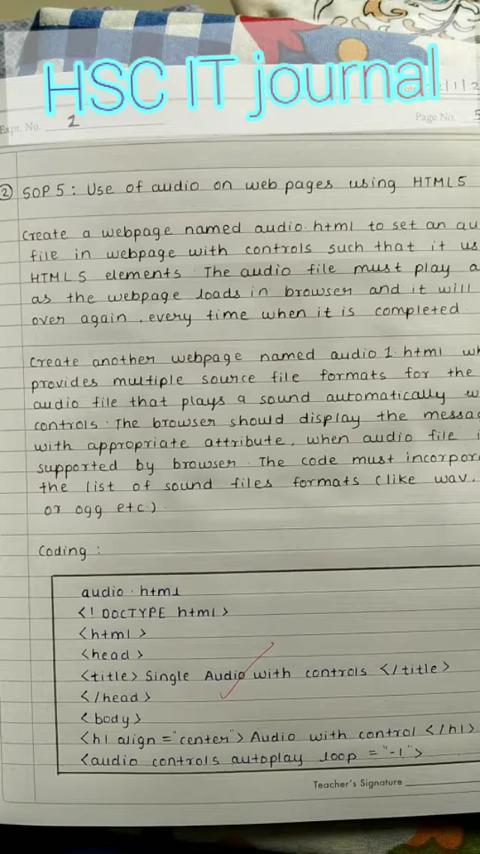 HSC IT journal
Expt. No. 2
Page No. 5
② SOP 5 : Use of audio on web pages using HTML5
Create a webpage named audio.html to set an au
file in webpage with controls such that it us
HTML5 elements. The audio file must play a
as the webpage loads in browser and it will
over again, every time when it is completed.
Create another webpage named audio1.html wh
provides multiple source file formats for the
audio file that plays a sound automatically w
controls. The browser should display the messag
with appropriate attribute, when audio file i
supported by browser. The code must incorpor
the list of sound files formats (like wav,
or ogg etc).
Coding :
audio.html
<! DOCTYPE html>
<html>
<head>
<title> Single Audio with controls </title>
</head>
<body>
<h1 align ="center"> Audio with control </h1>
<audio controls autoplay loop = "-1">
Teacher's Signature